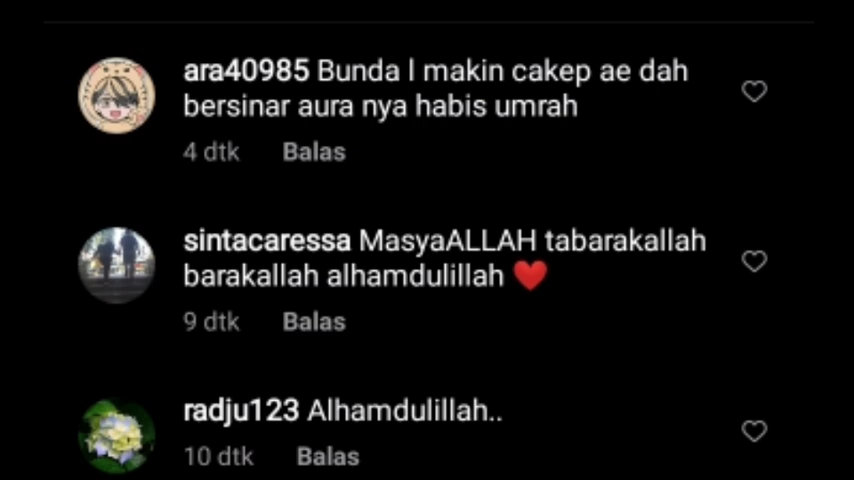 ara40985 Bunda l makin cakep ae dah
bersinar aura nya habis umrah
4 dtk Balas
sintacaressa MasyaALLAH tabarakallah
barakallah alhamdulillah ❤️
9 dtk Balas
radju123 Alhamdulillah..
10 dtk Balas